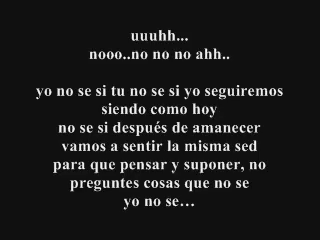 uuuhh...
nooo..no no no ahh..
yo no se si tu no se si yo seguiremos
siendo como hoy
no se si después de amanecer
vamos a sentir la misma sed
para que pensar y suponer, no
preguntes cosas que no se
yo no se…